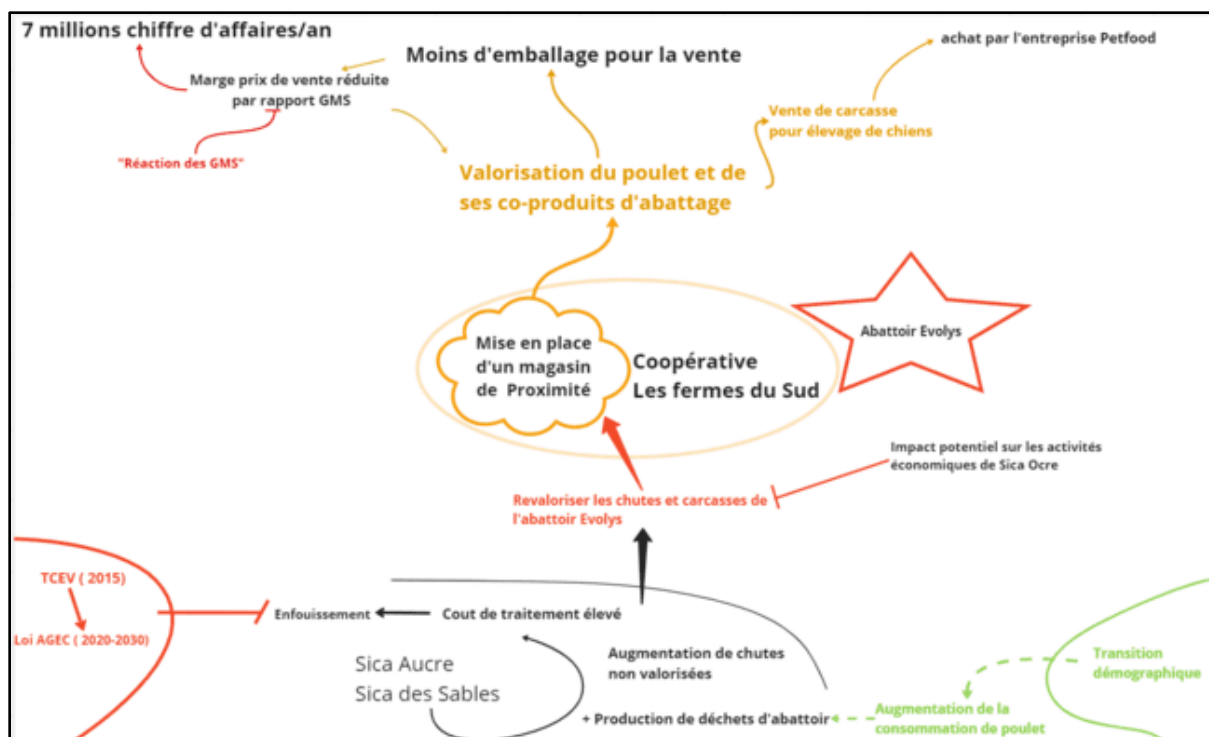 7 millions chiffre d'affaires/an
Moins d'emballage pour la vente
achat par l'entreprise Petfood
Marge prix de vente réduite
par rapport GMS
Vente de carcasse
pour élevage de chiens
"Réaction des GMS"
Valorisation du poulet et de
ses co-produits d'abattage
Abattoir Evolys
Mise en place
d'un magasin
de Proximité
Coopérative
Les fermes du Sud
Impact potentiel sur les activités
économiques de Sica Ocre
Revaloriser les chutes et carcasses de
l'abattoir Evolys
TCEV ( 2015)
Loi AGEC ( 2020-2030)
Enfouissement
Cout de traitement élevé
Sica Aucre
Sica des Sables
Augmentation de chutes
non valorisées
+ Production de déchets d'abattoir
Transition
démographique
Augmentation de la
consommation de poulet